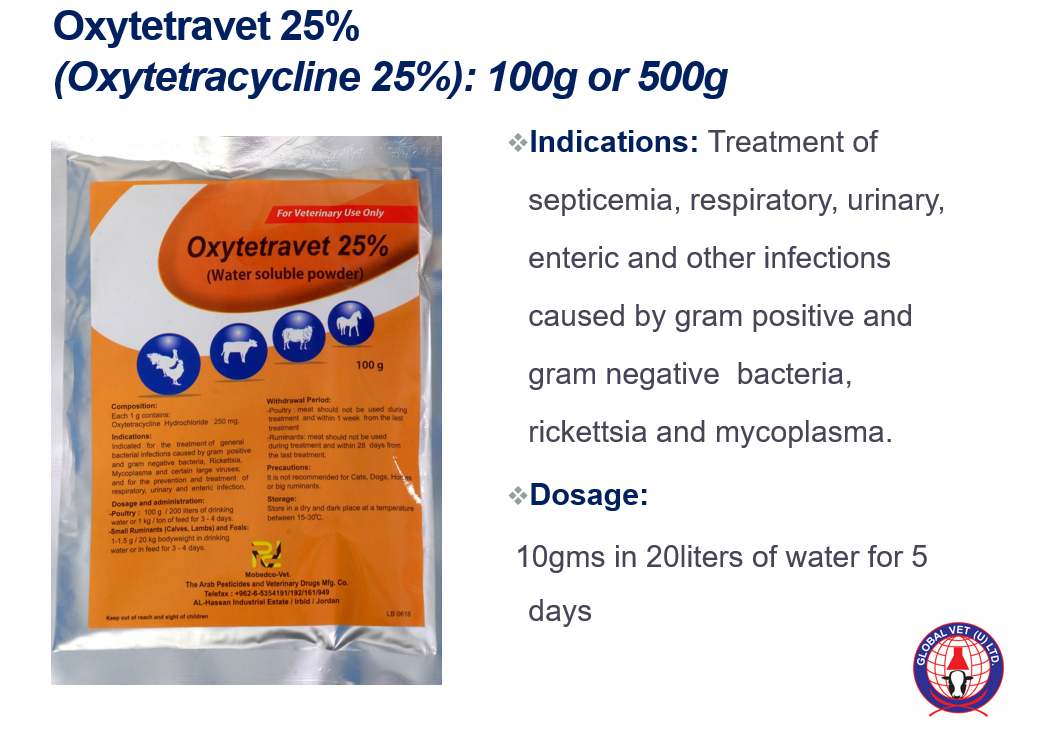 Oxytetravet 25%
(Oxytetracycline 25%): 100g or 500g
For Veterinary Use Only
Oxytetravet 25%
(Water soluble powder)
100 g
Composition:
Each 1 g contains:
Oxytetracycline Hydrochloride 250 mg.
Indications:
Indicated for the treatment of general
bacterial infections caused by gram positive
and gram negative bacteria, Rickettsia,
Mycoplasma and certain large viruses;
and for the prevention and treatment of
respiratory, urinary and enteric infection.
Dosage and administration:
-Poultry : 100 g / 200 liters of drinking
water or 1 kg / ton of feed for 3 - 4 days.
-Small Ruminants (Calves, Lambs) and Foals:
1-1.5 g / 20 kg bodyweight in drinking
water or in feed for 3 - 4 days.
Withdrawal Period:
-Poultry : meat should not be used during
treatment and within 1 week from the last
treatment
-Ruminants: meat should not be used
during treatment and within 28 days from
the last treatment.
Precautions:
It is not recommended for Cats, Dogs, Horses
or big ruminants.
Storage:
Store in a dry and dark place at a temperature
between 15-30°C.
Mobedco-Vet.
The Arab Pesticides and Veterinary Drugs Mfg. Co.
Telefax : +962-6-5354191/192/161/949
AL-Hassan Industrial Estate / Irbid / Jordan
Keep out of reach and sight of children
LB 0618
❖Indications: Treatment of
septicemia, respiratory, urinary,
enteric and other infections
caused by gram positive and
gram negative bacteria,
rickettsia and mycoplasma.
❖Dosage:
10gms in 20liters of water for 5
days
GLOBAL VET (U) LTD.